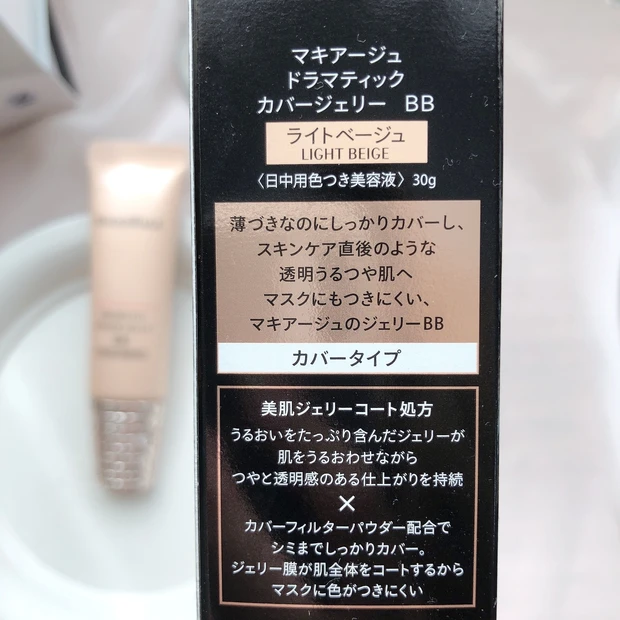 マキアージュ
ドラマティック
カバージェリー BB
ライトベージュ
LIGHT BEIGE
〈日中用色つき美容液〉30g
薄づきなのにしっかりカバーし、
スキンケア直後のような
透明うるつや肌へ
マスクにもつきにくい、
マキアージュのジェリーBB
カバータイプ
美肌ジェリーコート処方
うるおいをたっぷり含んだジェリーが
肌をうるおわせながら
つやと透明感のある仕上がりを持続
×
カバーフィルターパウダー配合で
シミまでしっかりカバー。
ジェリー膜が肌全体をコートするから
マスクに色がつきにくい